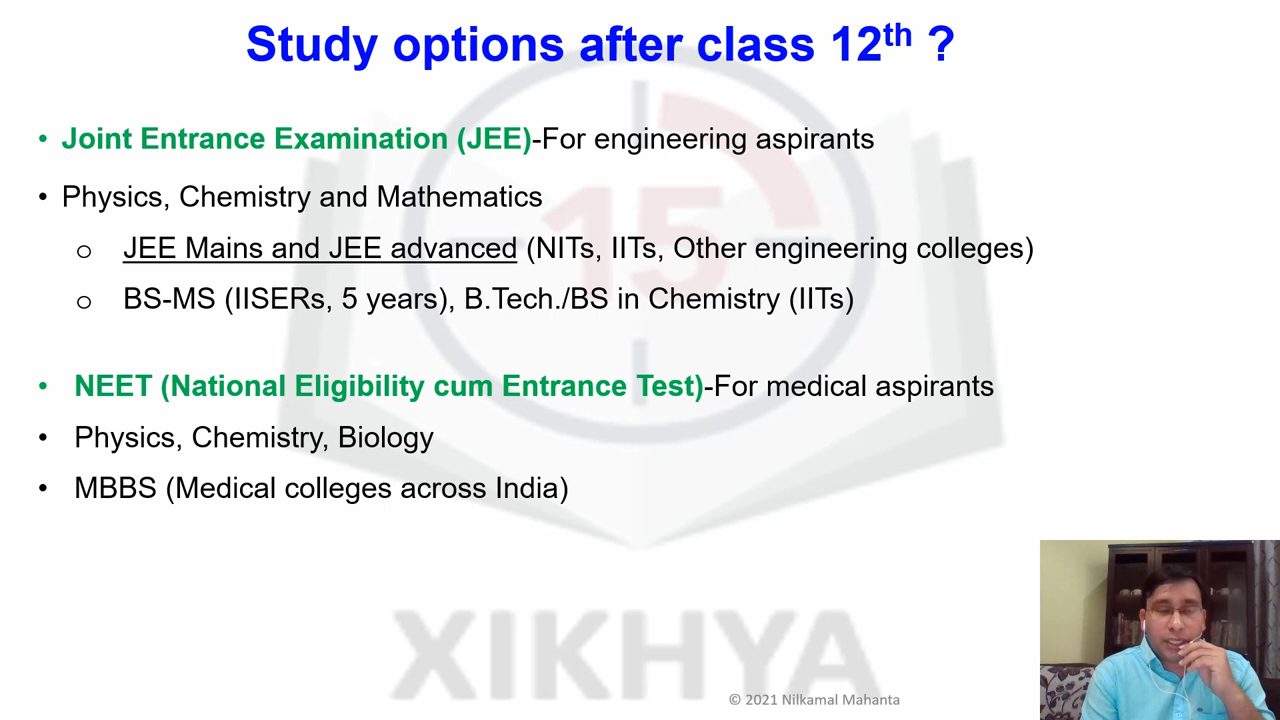 Study options after class 12th ?
• Joint Entrance Examination (JEE)-For engineering aspirants
• Physics, Chemistry and Mathematics
o JEE Mains and JEE advanced (NITs, IITs, Other engineering colleges)
o BS-MS (IISERs, 5 years), B.Tech./BS in Chemistry (IITs)
• NEET (National Eligibility cum Entrance Test)-For medical aspirants
• Physics, Chemistry, Biology
• MBBS (Medical colleges across India)
15
XIKHYA
© 2021 Nilkamal Mahanta